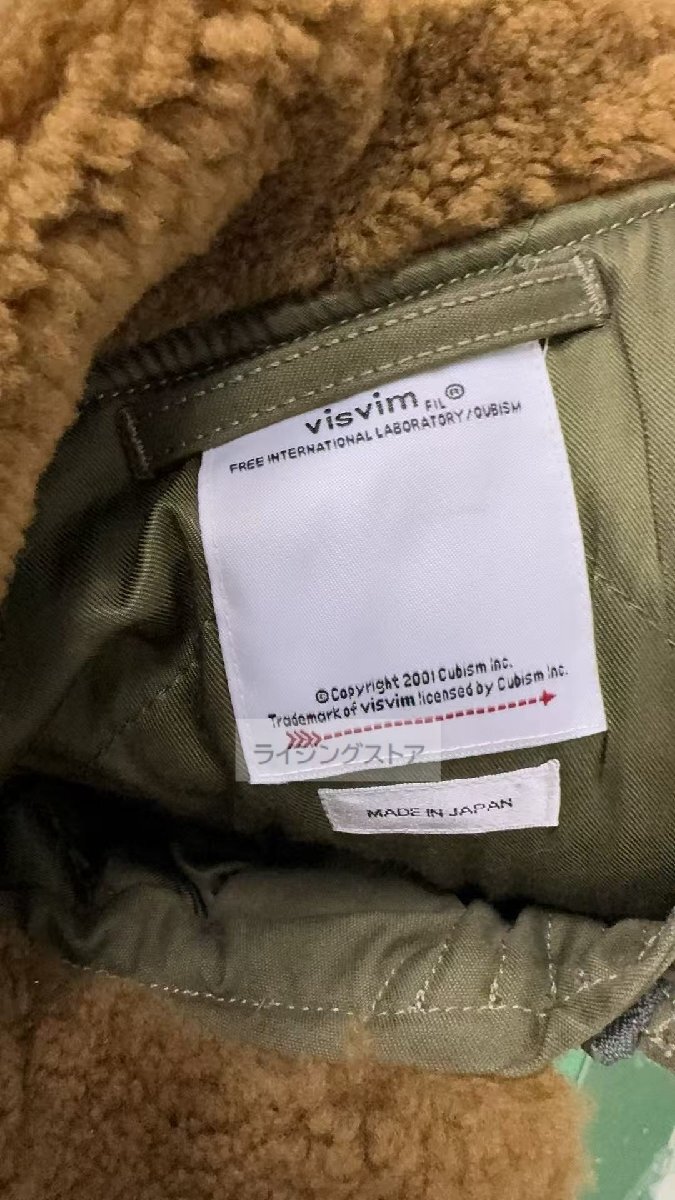 visvim FIL®
FREE INTERNATIONAL LABORATORY/CUBISM
©Copyright 2001 Cubism Inc.
Trademark of visvim licensed by Cubism Inc.
ライジングストア
MADE IN JAPAN